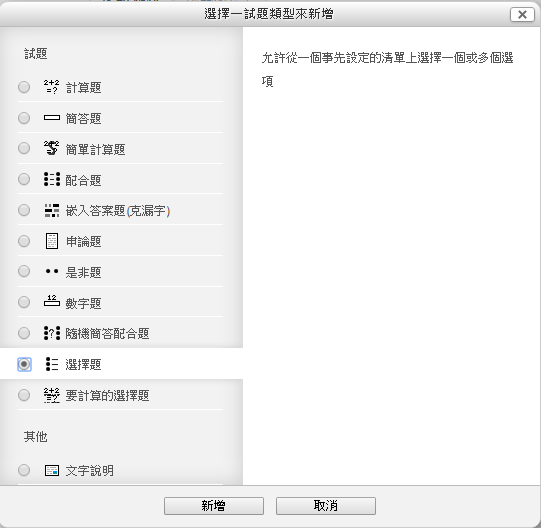 選擇一試題類型來新增
試題
計算題
簡答題
簡單計算題
配合題
嵌入答案題(克漏字)
申論題
是非題
數字題
隨機簡答配合題
選擇題
要計算的選擇題
其他
文字說明
允許從一個事先設定的清單上選擇一個或多個選
項
新增
取消